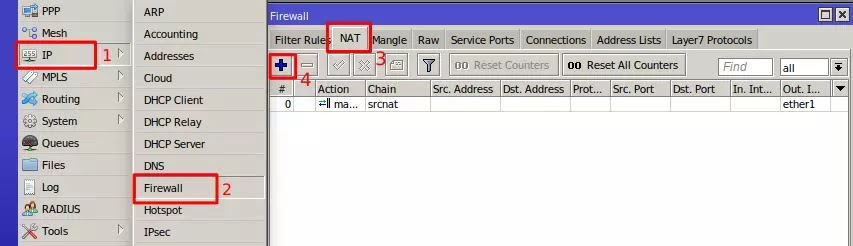 PPP
Mesh
IP 1
MPLS
Routing
System
Queues
Files
Log
RADIUS
Tools
ARP
Accounting
Addresses
Cloud
DHCP Client
DHCP Relay
DHCP Server
DNS
Firewall 2
Hotspot
IPsec
Firewall
Filter Rules NAT Mangle Raw Service Ports Connections Address Lists Layer7 Protocols
3
4 00 Reset Counters 00 Reset All Counters Find all
# Action Chain Src. Address Dst. Address Prot... Src. Port Dst. Port In. Int... Out. I...
0 ma... srcnat ether1